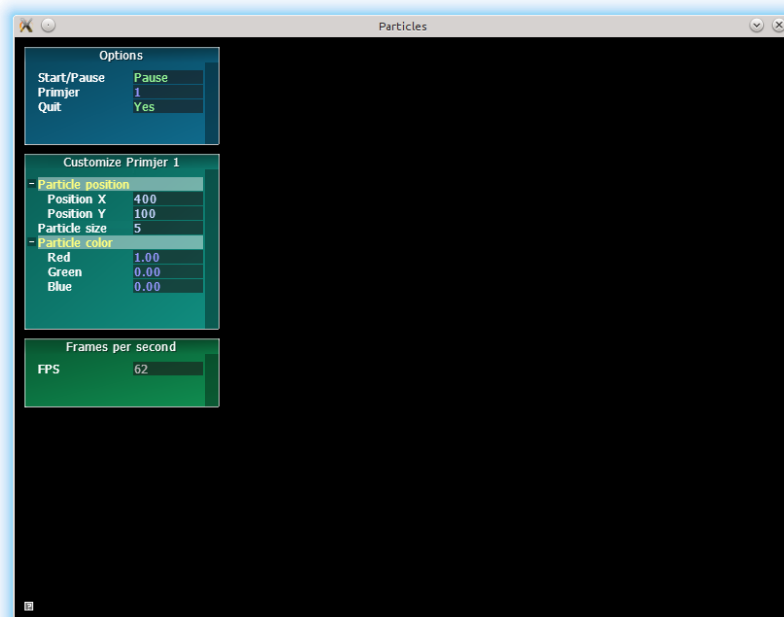 Particles
Options
Start/Pause Pause
Primjer 1
Quit Yes
Customize Primjer 1
- Particle position
Position X 400
Position Y 100
Particle size 5
- Particle color
Red 1.00
Green 0.00
Blue 0.00
Frames per second
FPS 62
?